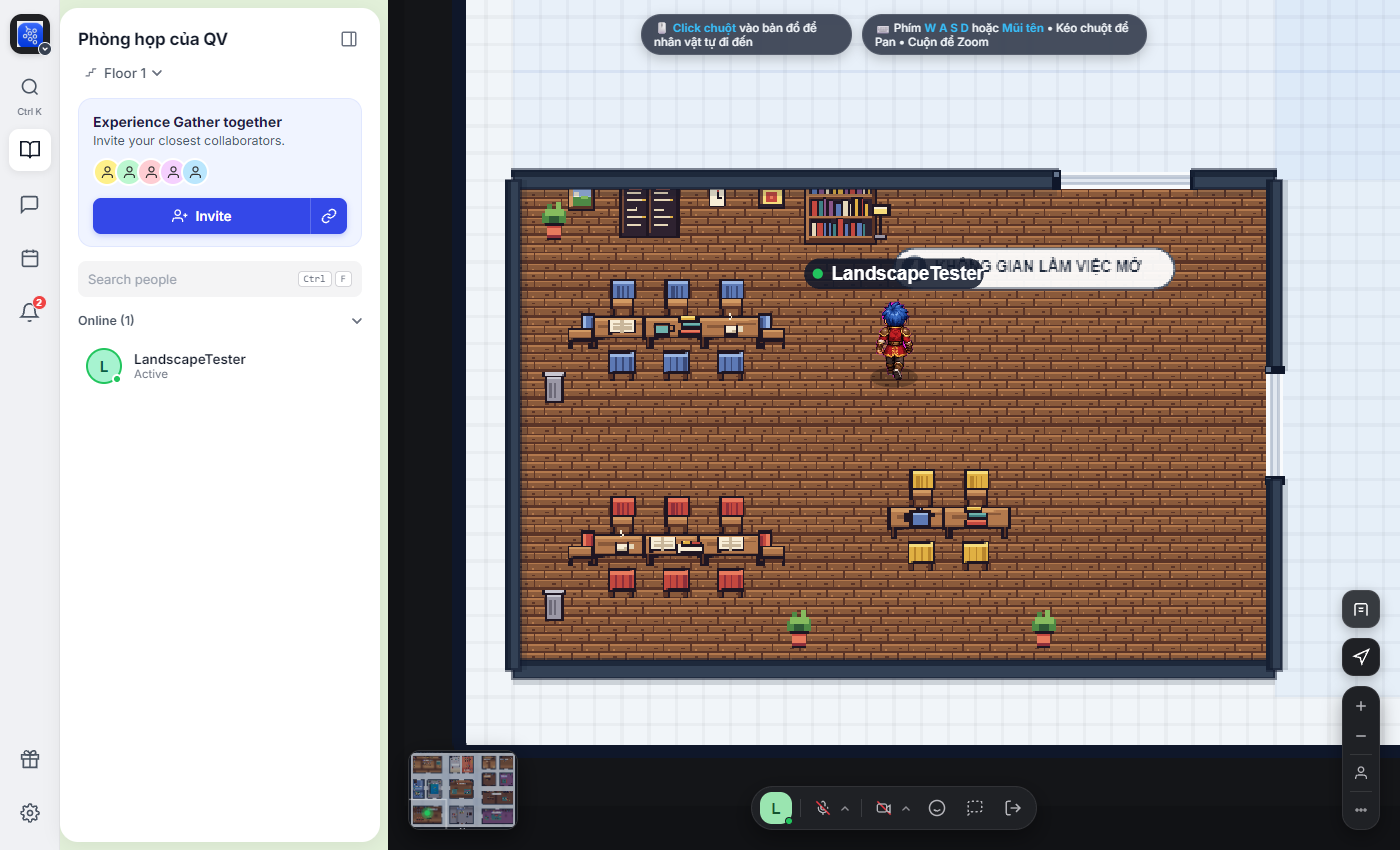 Phòng họp của QV
Floor 1
Ctrl K
Experience Gather together
Invite your closest collaborators.
Invite
Search people
Ctrl F
2
Online (1)
L
LandscapeTester
Active
Click chuột vào bản đồ để
nhân vật tự đi đến
Phím W A S D hoặc Mũi tên • Kéo chuột để
Pan • Cuộn để Zoom
GIAN LÀM VIỆC MỞ
LandscapeTester
L